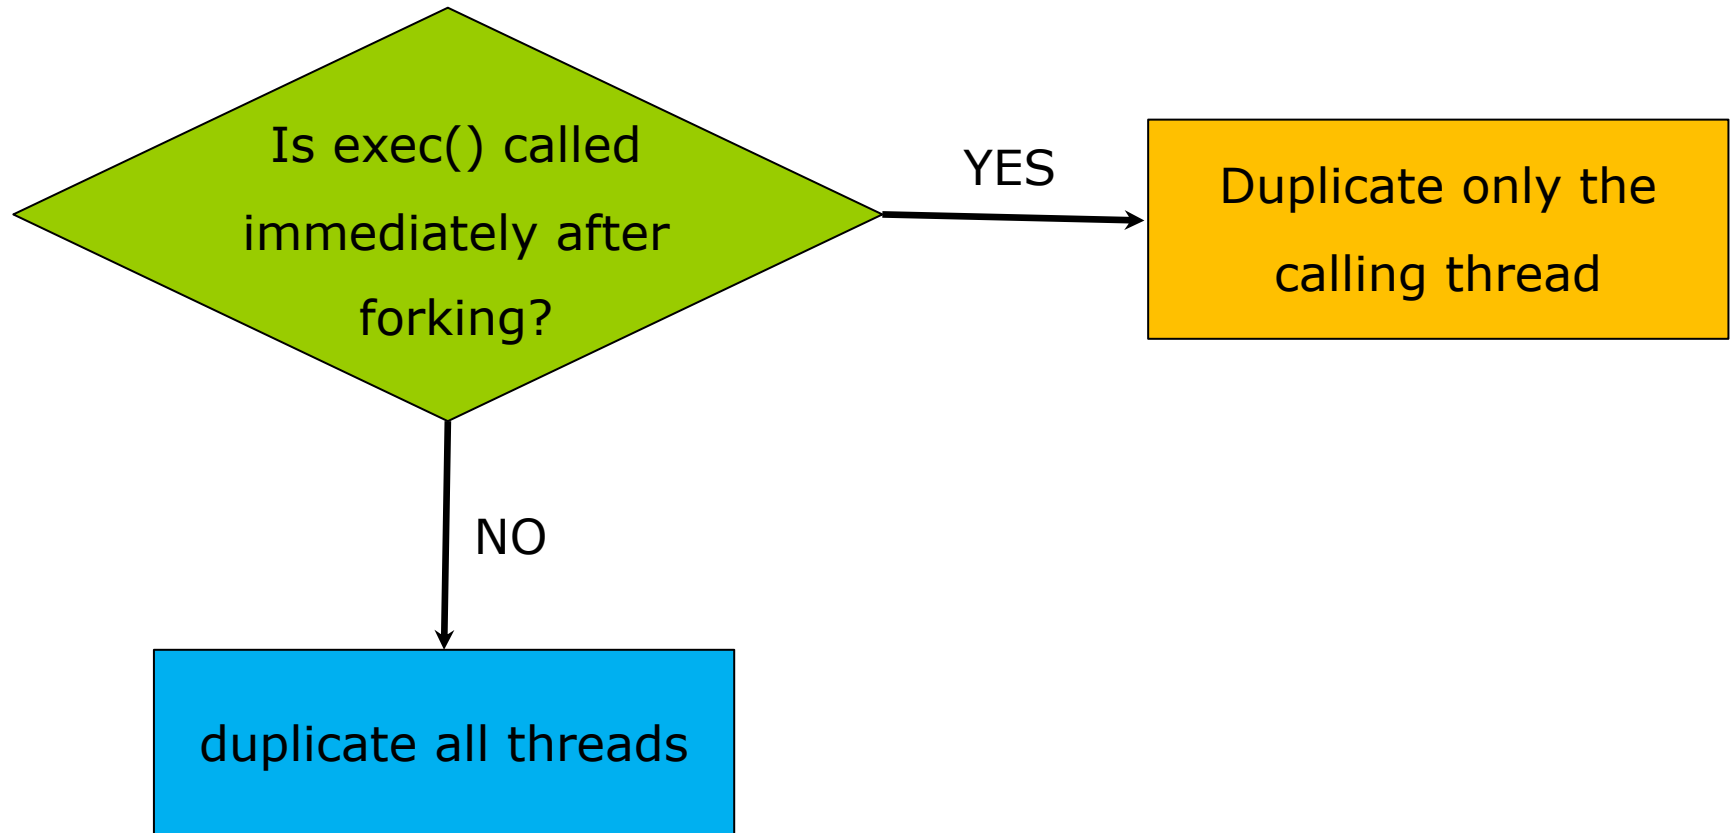 Is exec() called
immediately after
forking?
YES
Duplicate only the
calling thread
NO
duplicate all threads